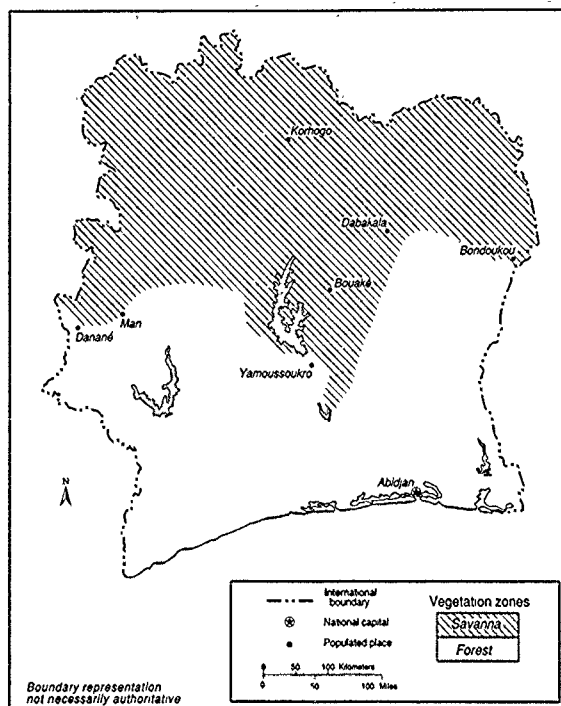 Korhogo
Dabakala
Bondoukou
Bouaké
Man
Danané
Yamoussoukro
N
Abidjan
International boundary
National capital
Populated place
0 50 100 Kilometers
0 50 100 Miles
Vegetation zones
Savanna
Forest
Boundary representation
not necessarily authoritative